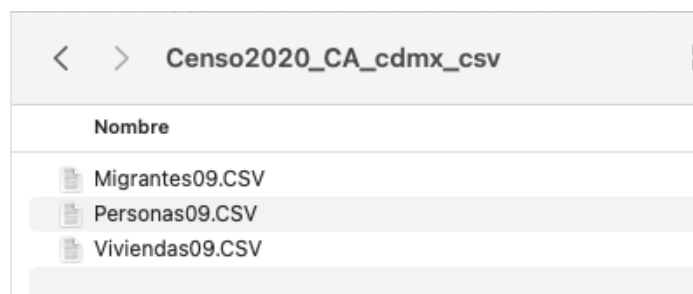 Censo2020_CA_cdmx_csv
Nombre
Migrantes09.CSV
Personas09.CSV
Viviendas09.CSV